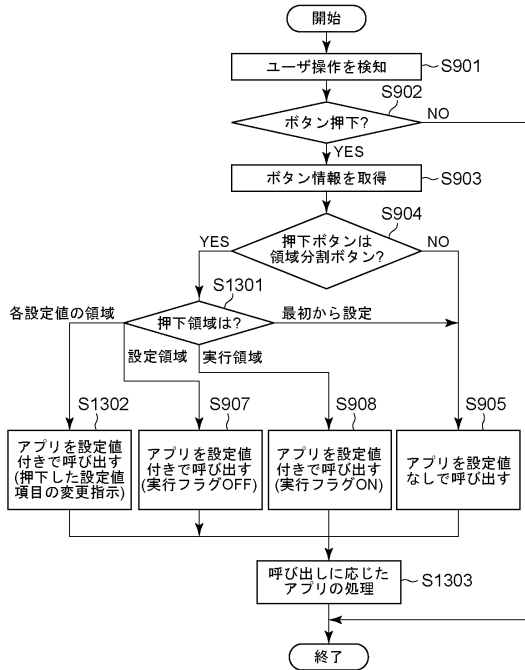 開始
ユーザ操作を検知
S901
S902
ボタン押下?
NO
YES
ボタン情報を取得
S903
S904
押下ボタンは
領域分割ボタン?
YES
NO
S1301
押下領域は?
各設定値の領域
最初から設定
設定領域
実行領域
S1302
アプリを設定値
付きで呼び出す
(押下した設定値
項目の変更指示)
S907
アプリを設定値
付きで呼び出す
(実行フラグOFF)
S908
アプリを設定値
付きで呼び出す
(実行フラグON)
S905
アプリを設定値
なしで呼び出す
呼び出しに応じた
アプリの処理
S1303
終了